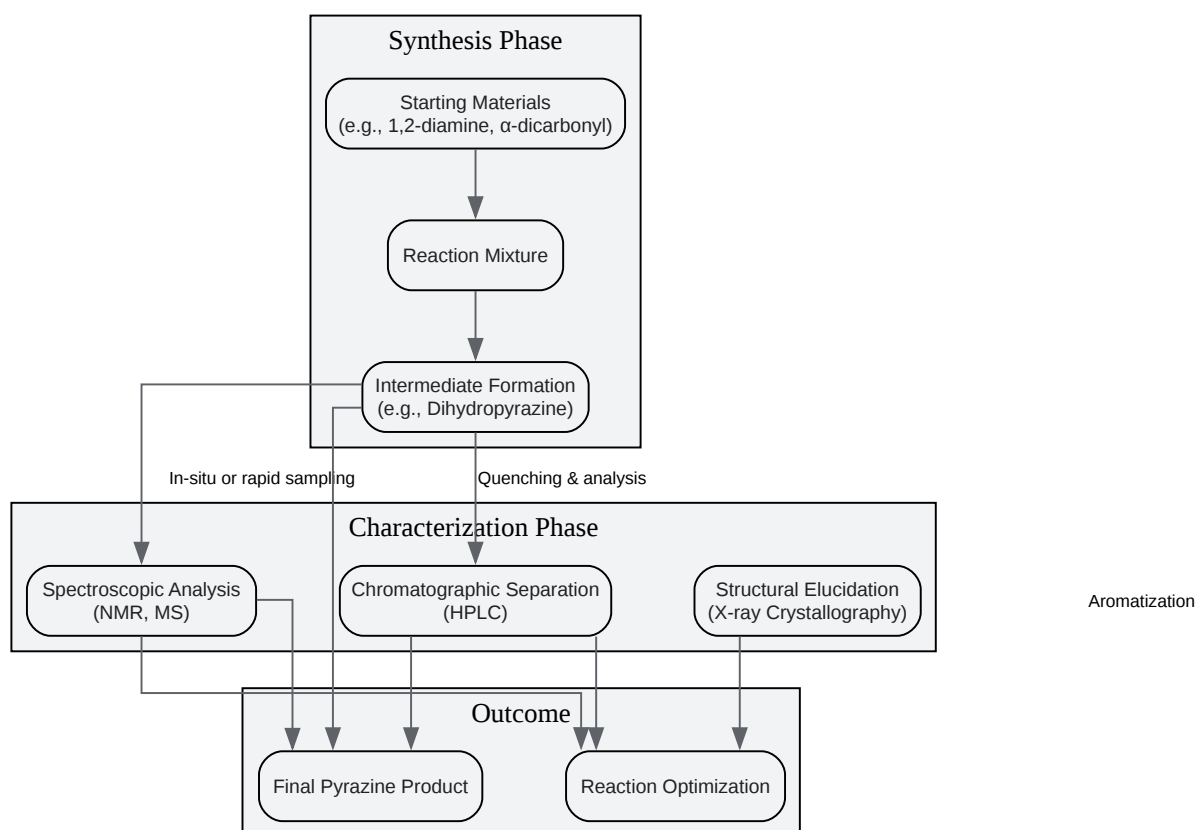 Synthesis Phase
Starting Materials
(e.g., 1,2-diamine, α-dicarbonyl)
Reaction Mixture
Intermediate Formation
(e.g., Dihydropyrazine)
In-situ or rapid sampling
Quenching & analysis
Characterization Phase
Spectroscopic Analysis
(NMR, MS)
Chromatographic Separation
(HPLC)
Structural Elucidation
(X-ray Crystallography)
Aromatization
Outcome
Final Pyrazine Product
Reaction Optimization